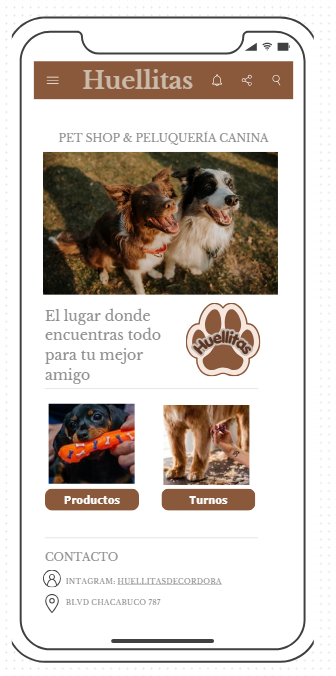 Huellitas
PET SHOP & PELUQUERÍA CANINA
El lugar donde
encuentras todo
para tu mejor
amigo
Huellitas
Productos
Turnos
CONTACTO
INTAGRAM: HUELLITASDECORDOBA
BLVD CHACABUCO 787